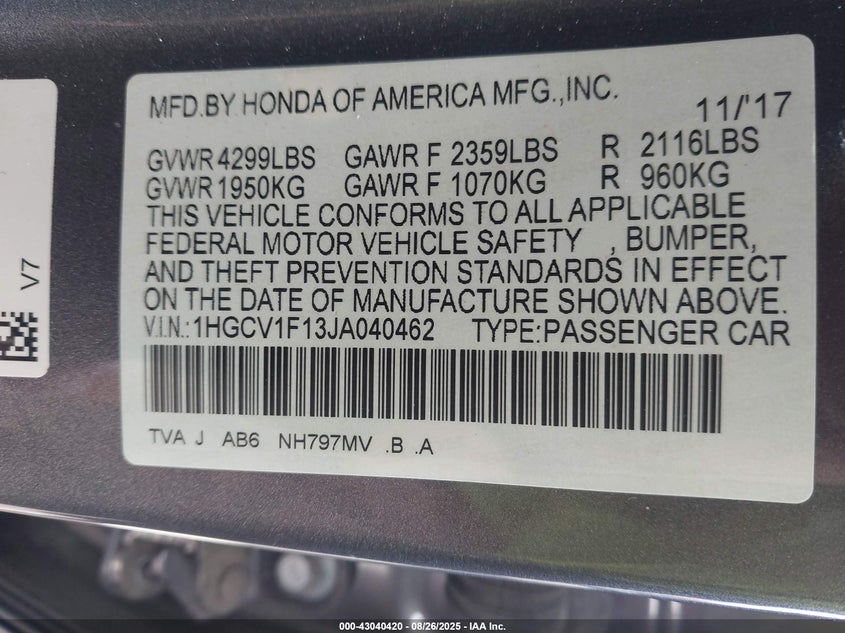 MFD.BY HONDA OF AMERICA MFG.,INC. 11/'17
GVWR 4299LBS GAWR F 2359LBS R 2116LBS
GVWR 1950KG GAWR F 1070KG R 960KG
THIS VEHICLE CONFORMS TO ALL APPLICABLE
FEDERAL MOTOR VEHICLE SAFETY , BUMPER,
AND THEFT PREVENTION STANDARDS IN EFFECT
ON THE DATE OF MANUFACTURE SHOWN ABOVE.
V.I.N.:1HGCV1F13JA040462 TYPE:PASSENGER CAR
TVA J AB6 NH797MV .B .A
V7
000-43040420 - 08/26/2025 - IAA Inc.